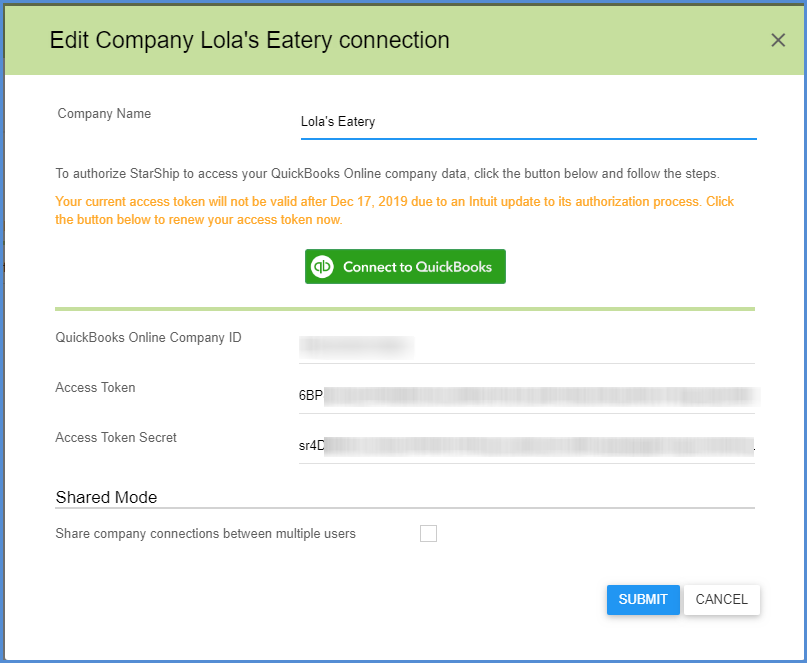 Edit Company Lola's Eatery connection
Company Name
Lola's Eatery
To authorize StarShip to access your QuickBooks Online company data, click the button below and follow the steps.
Your current access token will not be valid after Dec 17, 2019 due to an Intuit update to its authorization process. Click
the button below to renew your access token now.
qb Connect to QuickBooks
QuickBooks Online Company ID
Access Token
6BP
Access Token Secret
sr4D
Shared Mode
Share company connections between multiple users
SUBMIT CANCEL